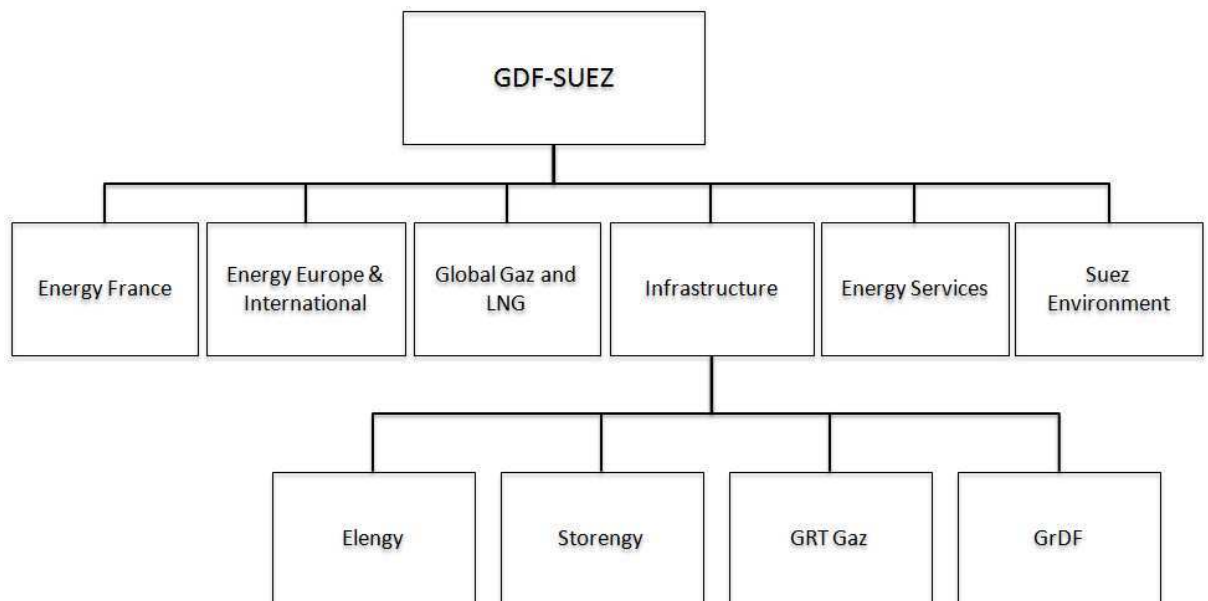 GDF-SUEZ
Energy France
Energy Europe &
International
Global Gaz and
LNG
Infrastructure
Energy Services
Suez
Environment
Elengy
Storengy
GRT Gaz
GrDF